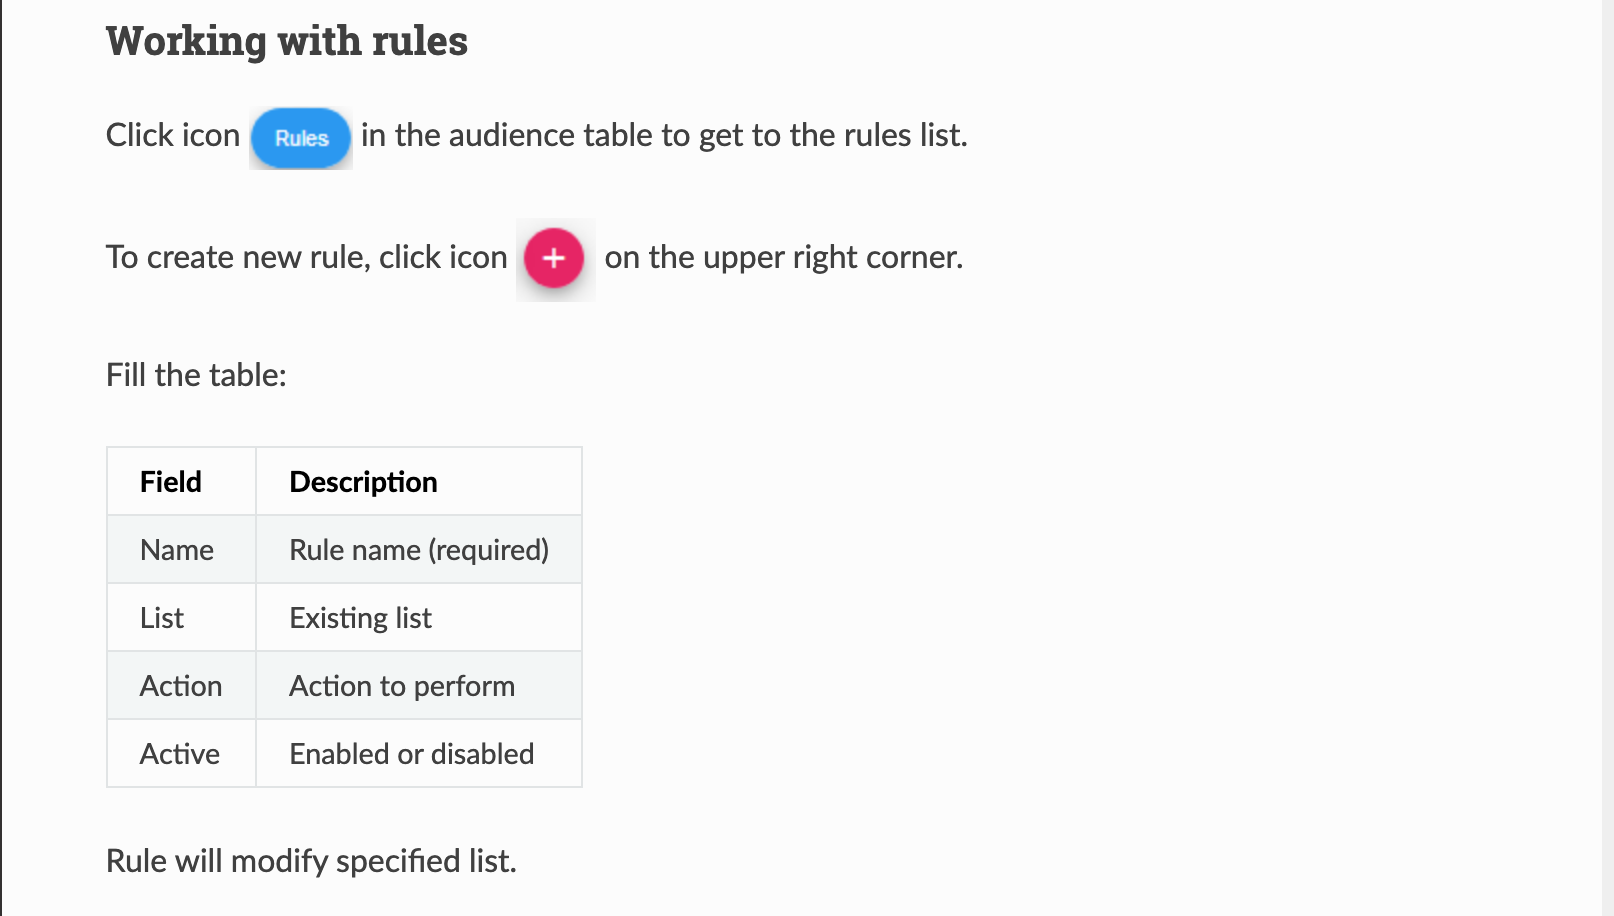 Working with rules
Click icon Rules in the audience table to get to the rules list.
To create new rule, click icon + on the upper right corner.
Fill the table:
Field Description
Name Rule name (required)
List Existing list
Action Action to perform
Active Enabled or disabled
Rule will modify specified list.